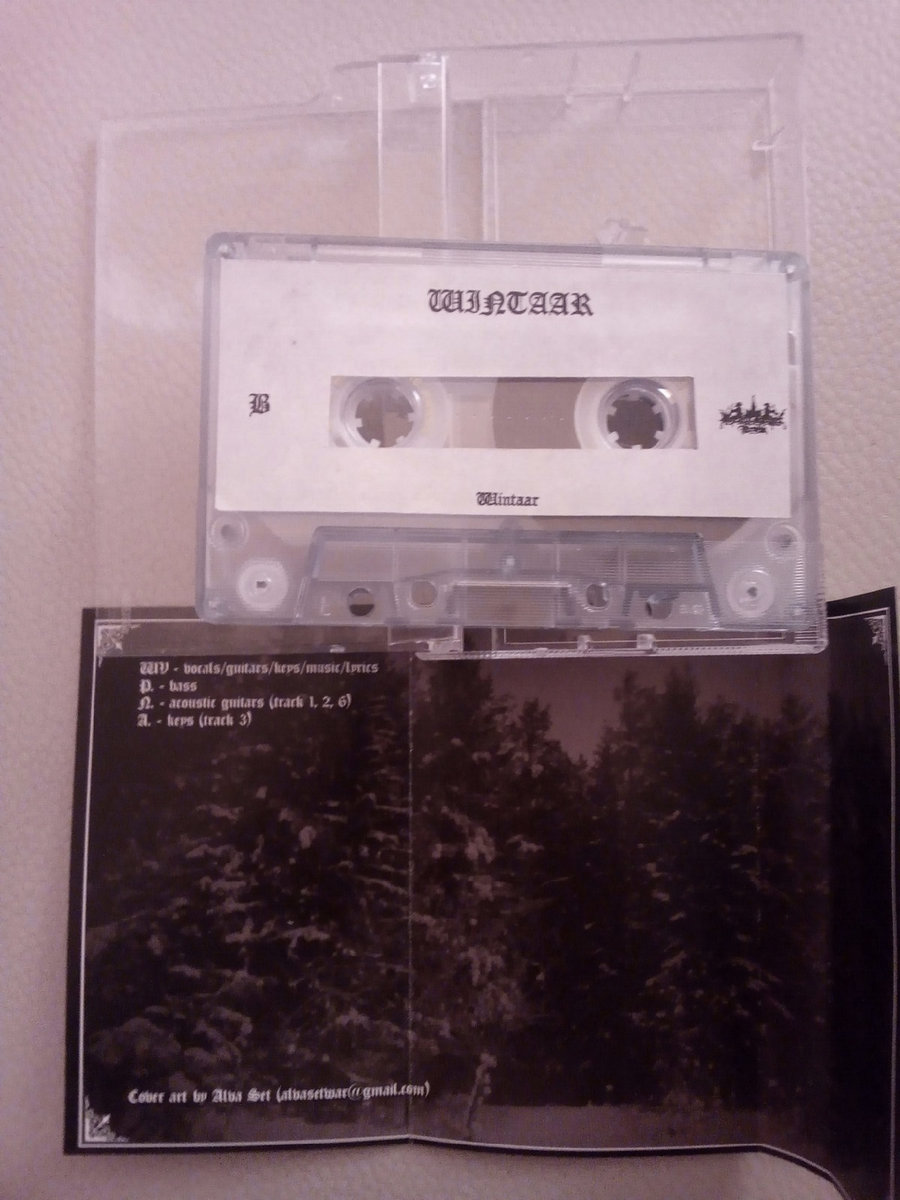 WINTAAR
B
Wintaar
WV - vocals/guitars/keys/music/lyrics
P. - bass
N. - acoustic guitars (track 1, 2, 6)
A. - keys (track 3)
Cover art by Alva Set (alvasetwar@gmail.com)